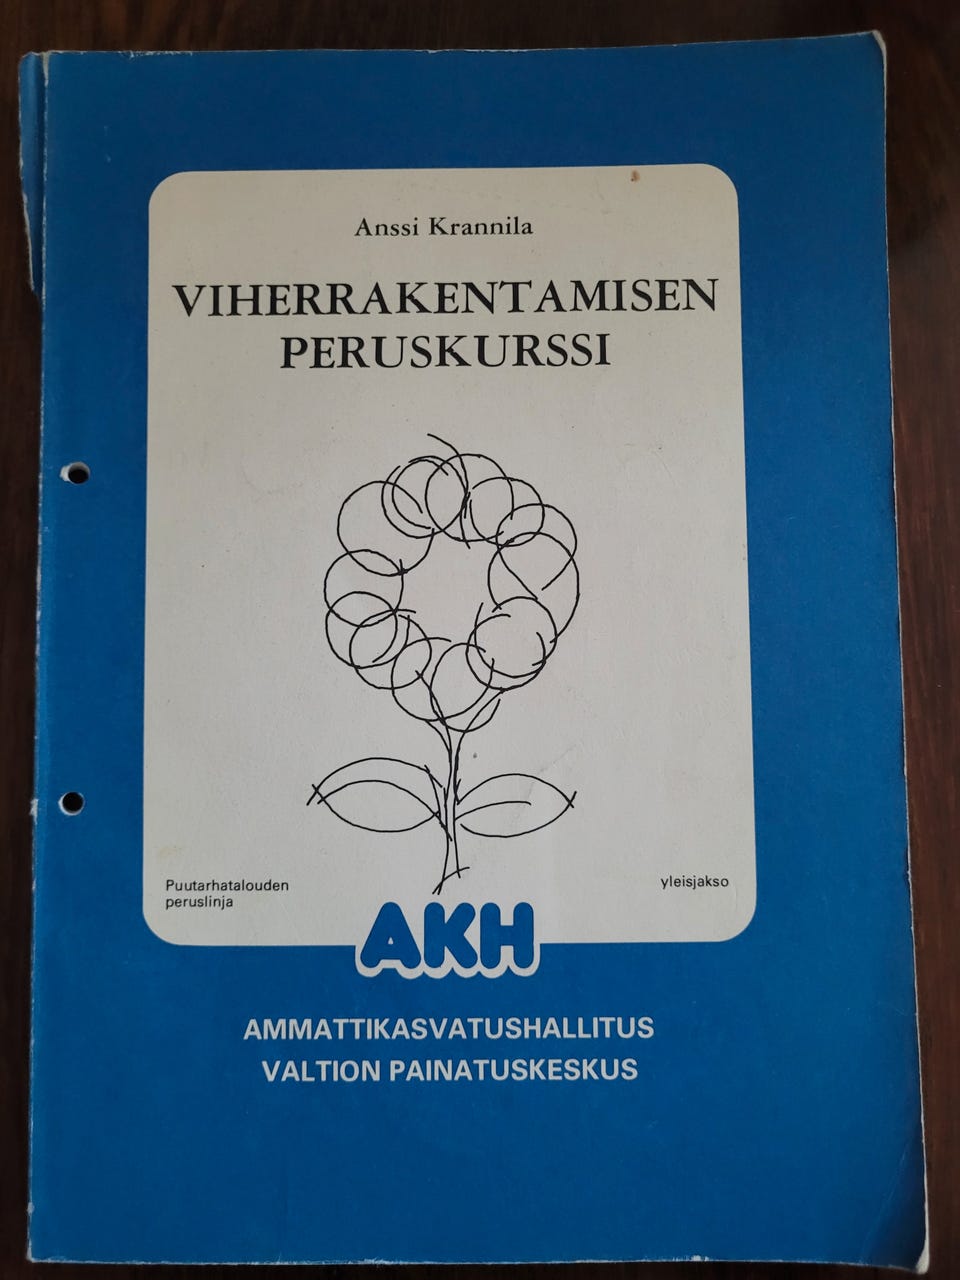 Anssi Krannila
VIHERRAKENTAMISEN
PERUSKURSSI
Puutarhatalouden
peruslinja
yleisjakso
AKH
AMMATTIKASVATUSHALLITUS
VALTION PAINATUSKESKUS